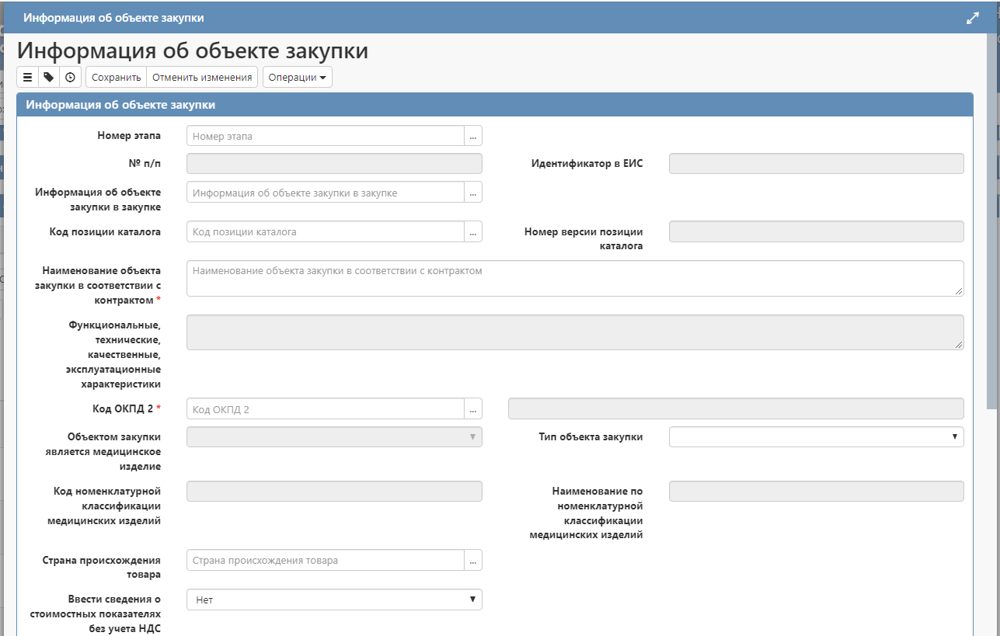 Информация об объекте закупки
Информация об объекте закупки
Сохранить Отменить изменения Операции
Информация об объекте закупки
Номер этапа Номер этапа ...
№ п/п Идентификатор в ЕИС
Информация об объекте закупки в закупке Информация об объекте закупки в закупке ...
Код позиции каталога Код позиции каталога ... Номер версии позиции
каталога
Наименование объекта Наименование объекта закупки в соответствии с контрактом
закупки в соответствии с
контрактом *
Функциональные,
технические,
качественные,
эксплуатационные
характеристики
Код ОКПД 2 * Код ОКПД 2 ...
Объектом закупки Тип объекта закупки
является медицинское
изделие
Код номенклатурной
классификации
медицинских изделий
Наименование по
номенклатурной
классификации
медицинских изделий
Страна происхождения Страна происхождения товара ...
товара
Ввести сведения о Нет
стоимостных показателях
без учета НДС